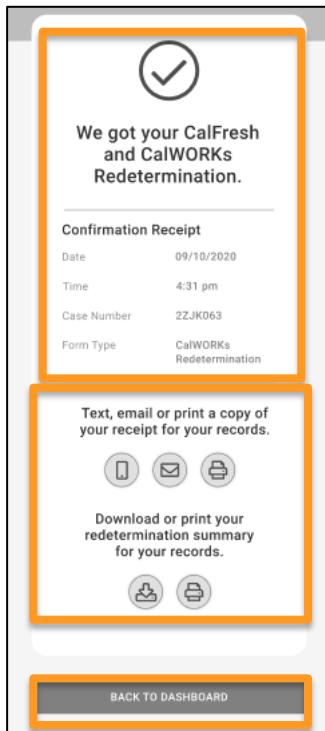 We got your CalFresh
and CalWORKs
Redetermination.
Confirmation Receipt
Date 09/10/2020
Time 4:31 pm
Case Number 2ZJK063
Form Type CalWORKs
Redetermination
Text, email or print a copy of
your receipt for your records.
Download or print your
redetermination summary
for your records.
BACK TO DASHBOARD